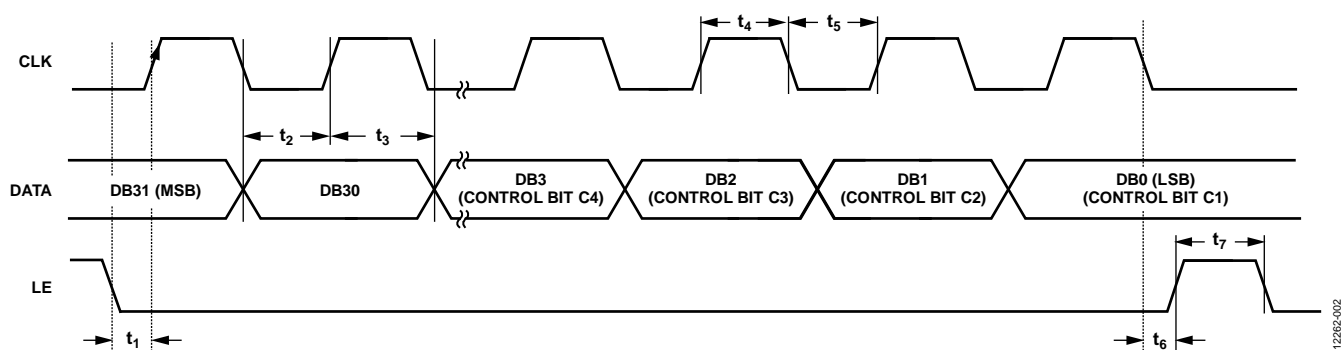 CLK
t4
t5
t2
t3
DATA
DB31 (MSB)
DB30
DB3
(CONTROL BIT C4)
DB2
(CONTROL BIT C3)
DB1
(CONTROL BIT C2)
DB0 (LSB)
(CONTROL BIT C1)
LE
t7
t1
t6
12262-002